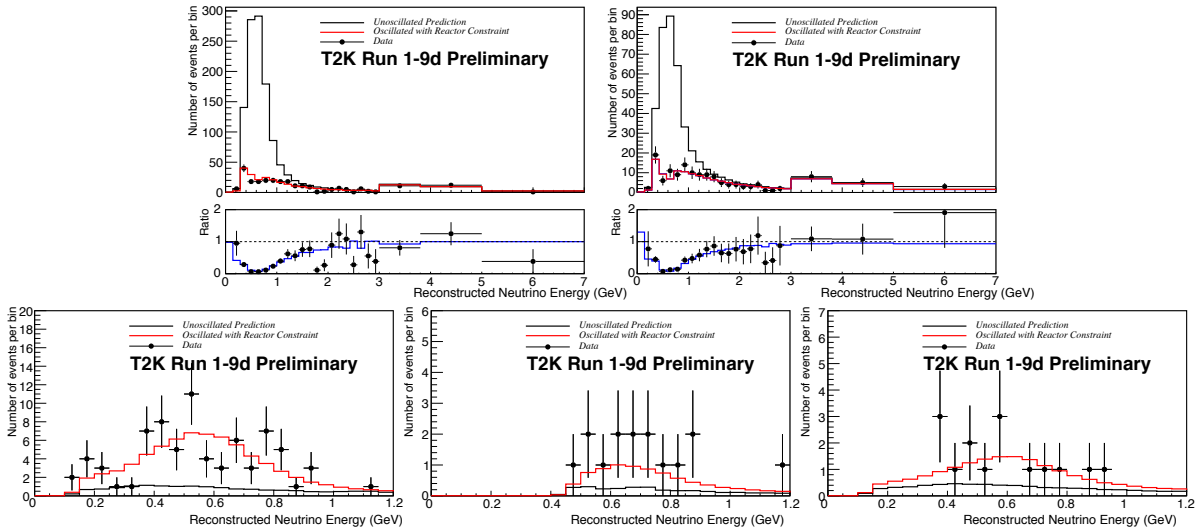 Number of events per bin
300
250
200
150
100
50
0
Unoscillated Prediction
Oscillated with Reactor Constraint
Data
T2K Run 1-9d Preliminary
Ratio
2
1
0
0 1 2 3 4 5 6 7
Reconstructed Neutrino Energy (GeV)
Number of events per bin
90
80
70
60
50
40
30
20
10
0
Unoscillated Prediction
Oscillated with Reactor Constraint
Data
T2K Run 1-9d Preliminary
Ratio
2
1
0
0 1 2 3 4 5 6 7
Reconstructed Neutrino Energy (GeV)
Number of events per bin
20
18
16
14
12
10
8
6
4
2
0
Unoscillated Prediction
Oscillated with Reactor Constraint
Data
T2K Run 1-9d Preliminary
0 0.2 0.4 0.6 0.8 1 1.2
Reconstructed Neutrino Energy (GeV)
Number of events per bin
6
5
4
3
2
1
0
Unoscillated Prediction
Oscillated with Reactor Constraint
Data
T2K Run 1-9d Preliminary
0 0.2 0.4 0.6 0.8 1 1.2
Reconstructed Neutrino Energy (GeV)
Number of events per bin
7
6
5
4
3
2
1
0
Unoscillated Prediction
Oscillated with Reactor Constraint
Data
T2K Run 1-9d Preliminary
0 0.2 0.4 0.6 0.8 1 1.2
Reconstructed Neutrino Energy (GeV)